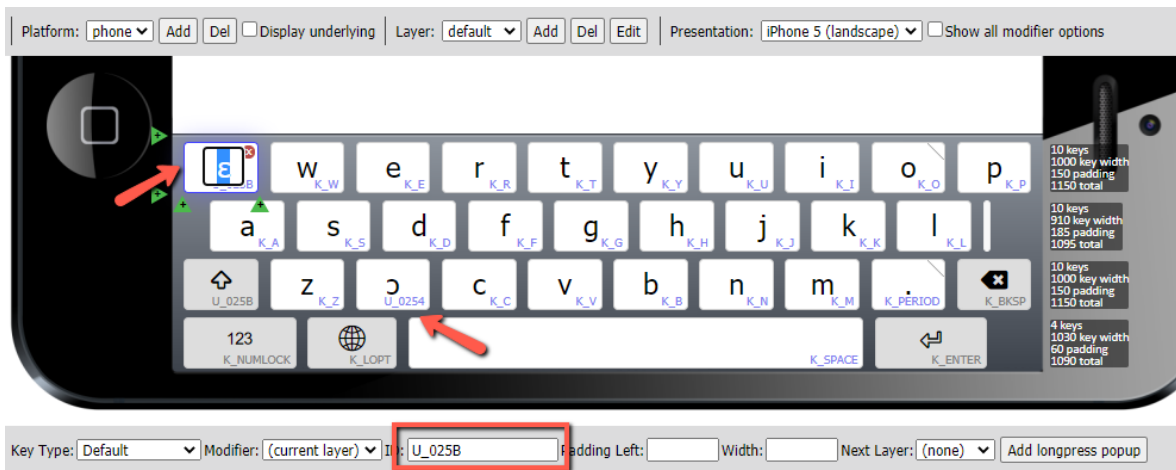 Platform: phone Add Del Display underlying Layer: default Add Del Edit Presentation: iPhone 5 (landscape) Show all modifier options
ɛ w e r t y u i o p
K_W K_E K_R K_T K_Y K_U K_I K_O K_P
10 keys
1000 key width
150 padding
1150 total
a s d f g h j k l
K_A K_S K_D K_F K_G K_H K_J K_K K_L
10 keys
910 key width
185 padding
1095 total
z ɔ c v b n m .
U_025B K_Z U_0254 K_C K_V K_B K_N K_M K_PERIOD K_BKSP
10 keys
1000 key width
150 padding
1150 total
123
K_NUMLOCK K_LOPT K_SPACE K_ENTER
4 keys
1030 key width
60 padding
1090 total
Key Type: Default Modifier: (current layer) ID: U_025B Padding Left: Width: Next Layer: (none) Add longpress popup